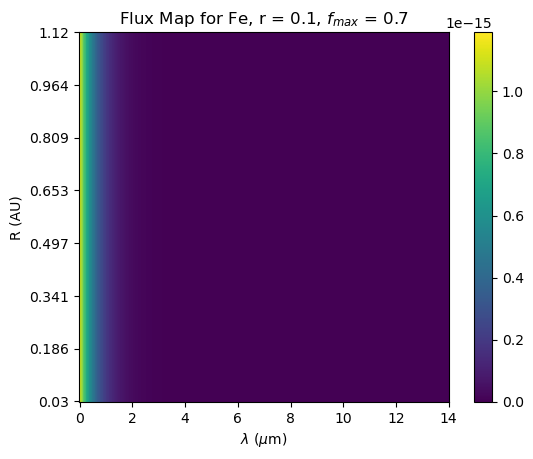 Flux Map for Fe, r = 0.1, f_max = 0.7
1e−15
1.12
0.964
0.809
0.653
0.497
0.341
0.186
0.03
R (AU)
0 2 4 6 8 10 12 14
λ (μm)
1.0
0.8
0.6
0.4
0.2
0.0